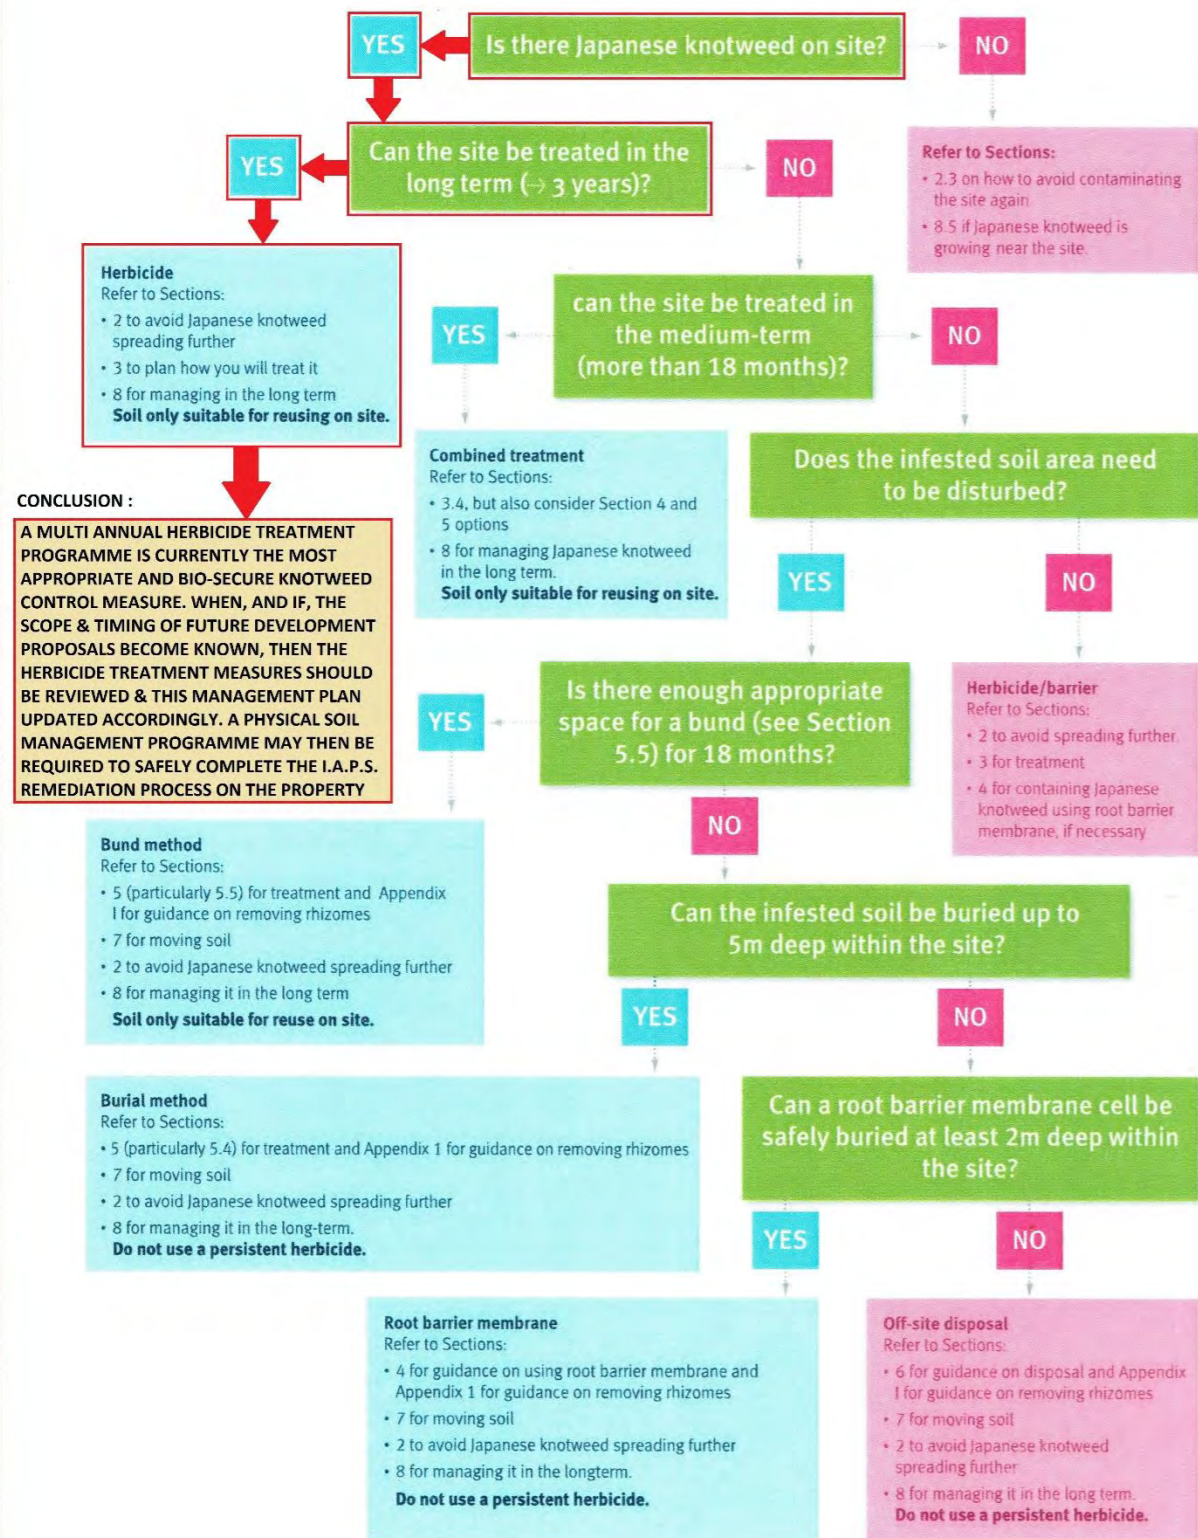 YES
Is there Japanese knotweed on site?
NO
YES
Can the site be treated in the
long term (→ 3 years)?
NO
Refer to Sections:
• 2.3 on how to avoid contaminating
the site again
• 8.5 if Japanese knotweed is
growing near the site.
Herbicide
Refer to Sections:
• 2 to avoid Japanese knotweed
spreading further
• 3 to plan how you will treat it
• 8 for managing in the long term
Soil only suitable for reusing on site.
YES
can the site be treated in
the medium-term
(more than 18 months)?
NO
Combined treatment
Refer to Sections:
• 3.4, but also consider Section 4 and
5 options
• 8 for managing Japanese knotweed
in the long term.
Soil only suitable for reusing on site.
Does the infested soil area need
to be disturbed?
CONCLUSION :
A MULTI ANNUAL HERBICIDE TREATMENT
PROGRAMME IS CURRENTLY THE MOST
APPROPRIATE AND BIO-SECURE KNOTWEED
CONTROL MEASURE. WHEN, AND IF, THE
SCOPE & TIMING OF FUTURE DEVELOPMENT
PROPOSALS BECOME KNOWN, THEN THE
HERBICIDE TREATMENT MEASURES SHOULD
BE REVIEWED & THIS MANAGEMENT PLAN
UPDATED ACCORDINGLY. A PHYSICAL SOIL
MANAGEMENT PROGRAMME MAY THEN BE
REQUIRED TO SAFELY COMPLETE THE I.A.P.S.
REMEDIATION PROCESS ON THE PROPERTY
YES
NO
YES
Is there enough appropriate
space for a bund (see Section
5.5) for 18 months?
Herbicide/barrier
Refer to Sections:
• 2 to avoid spreading further.
• 3 for treatment
• 4 for containing Japanese
knotweed using root barrier
membrane, if necessary
NO
Bund method
Refer to Sections:
• 5 (particularly 5.5) for treatment and Appendix
I for guidance on removing rhizomes
• 7 for moving soil
• 2 to avoid Japanese knotweed spreading further
• 8 for managing it in the long term
Soil only suitable for reuse on site.
Can the infested soil be buried up to
5m deep within the site?
YES
NO
Burial method
Refer to Sections:
• 5 (particularly 5.4) for treatment and Appendix 1 for guidance on removing rhizomes
• 7 for moving soil
• 2 to avoid Japanese knotweed spreading further
• 8 for managing it in the long-term.
Do not use a persistent herbicide.
Can a root barrier membrane cell be
safely buried at least 2m deep within
the site?
YES
NO
Root barrier membrane
Refer to Sections:
• 4 for guidance on using root barrier membrane and
Appendix 1 for guidance on removing rhizomes
• 7 for moving soil
• 2 to avoid Japanese knotweed spreading further
• 8 for managing it in the longterm.
Do not use a persistent herbicide.
Off-site disposal
Refer to Sections:
• 6 for guidance on disposal and Appendix
I for guidance on removing rhizomes
• 7 for moving soil
• 2 to avoid Japanese knotweed
spreading further
• 8 for managing it in the long term.
Do not use a persistent herbicide.